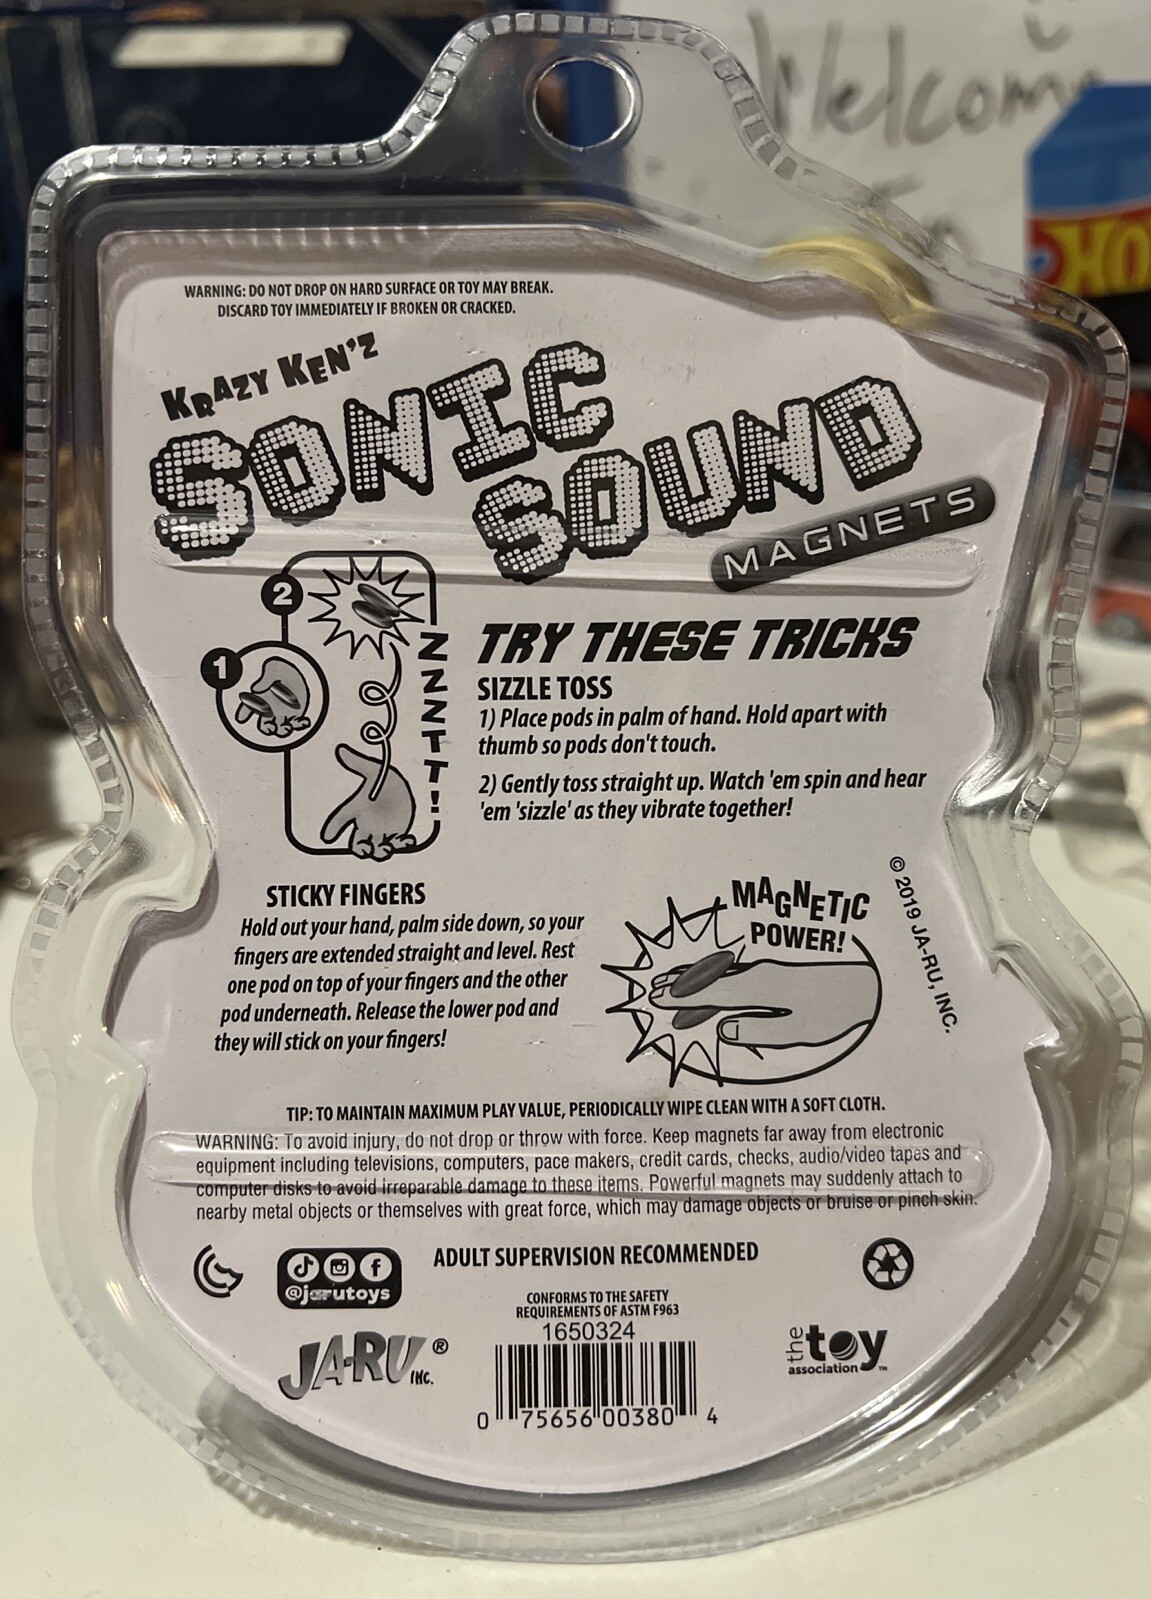 Welcom
HO
WARNING: DO NOT DROP ON HARD SURFACE OR TOY MAY BREAK.
DISCARD TOY IMMEDIATELY IF BROKEN OR CRACKED.
KRAZY KEN'Z
SONIC
SOUND
MAGNETS
2
1
ZZZTT!
TRY THESE TRICKS
SIZZLE TOSS
1) Place pods in palm of hand. Hold apart with
thumb so pods don't touch.
2) Gently toss straight up. Watch 'em spin and hear
'em 'sizzle' as they vibrate together!
STICKY FINGERS
Hold out your hand, palm side down, so your
fingers are extended straight and level. Rest
one pod on top of your fingers and the other
pod underneath. Release the lower pod and
they will stick on your fingers!
MAGNETIC
POWER!
© 2019 JA-RU, INC.
TIP: TO MAINTAIN MAXIMUM PLAY VALUE, PERIODICALLY WIPE CLEAN WITH A SOFT CLOTH.
WARNING: To avoid injury, do not drop or throw with force. Keep magnets far away from electronic
equipment including televisions, computers, pace makers, credit cards, checks, audio/video tapes and
computer disks to avoid irreparable damage to these items. Powerful magnets may suddenly attach to
nearby metal objects or themselves with great force, which may damage objects or bruise or pinch skin.
@jarutoys
ADULT SUPERVISION RECOMMENDED
CONFORMS TO THE SAFETY
REQUIREMENTS OF ASTM F963
1650324
JA-RU® INC.
0 75656 00380 4
the toy
association™